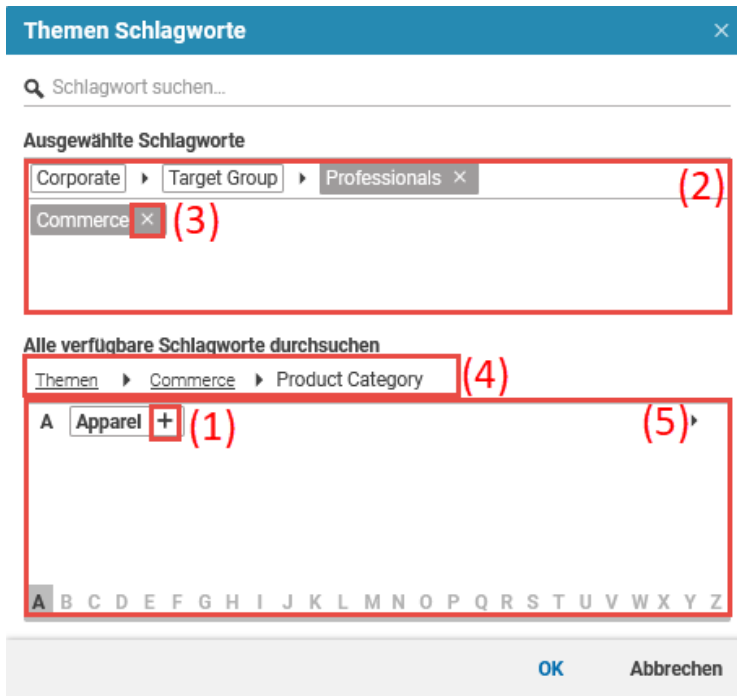 Themen Schlagworte ×
Schlagwort suchen...
Ausgewählte Schlagworte
Corporate Target Group Professionals × (2)
Commerce × (3)
Alle verfügbare Schlagworte durchsuchen
Themen Commerce Product Category (4)
A Apparel + (1) (5)
A B C D E F G H I J K L M N O P Q R S T U V W X Y Z
OK Abbrechen